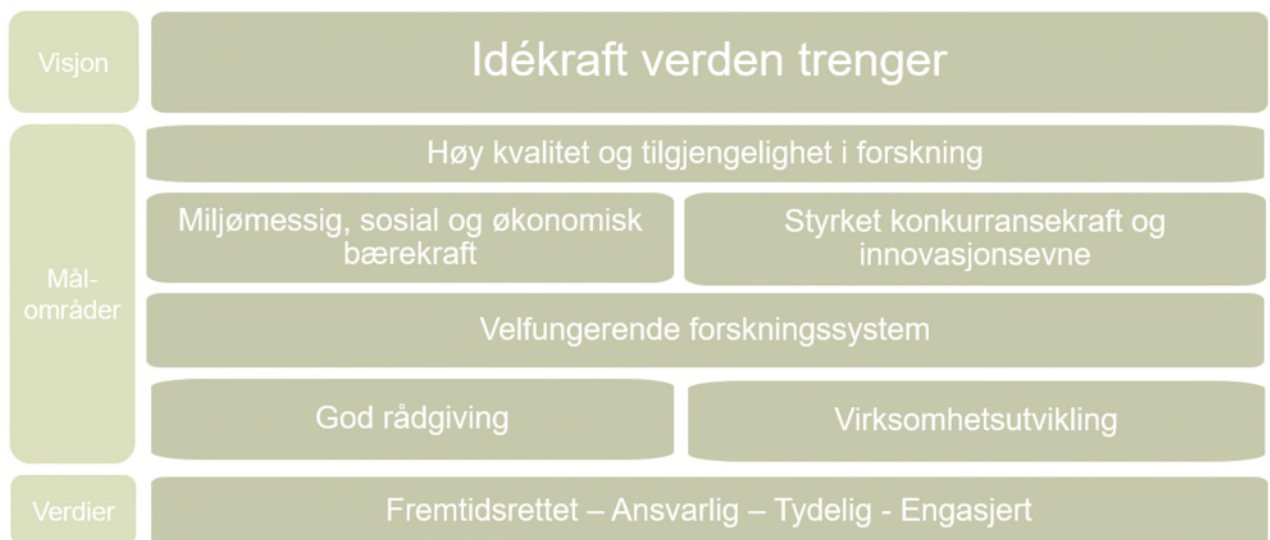 Visjon
Idékraft verden trenger
Mål-
områder
Høy kvalitet og tilgjengelighet i forskning
Miljømessig, sosial og økonomisk
bærekraft
Styrket konkurransekraft og
innovasjonsevne
Velfungerende forskningssystem
God rådgiving
Virksomhetsutvikling
Verdier
Fremtidsrettet – Ansvarlig – Tydelig - Engasjert